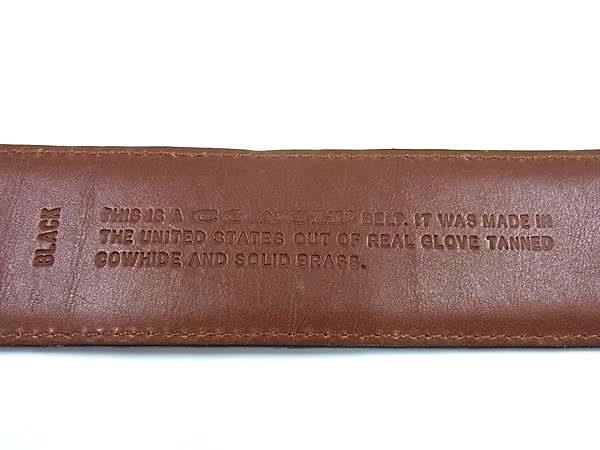 BLACK
THIS IS A COACH® BELT. IT WAS MADE IN
THE UNITED STATES OUT OF REAL GLOVE TANNED
COWHIDE AND SOLID BRASS.